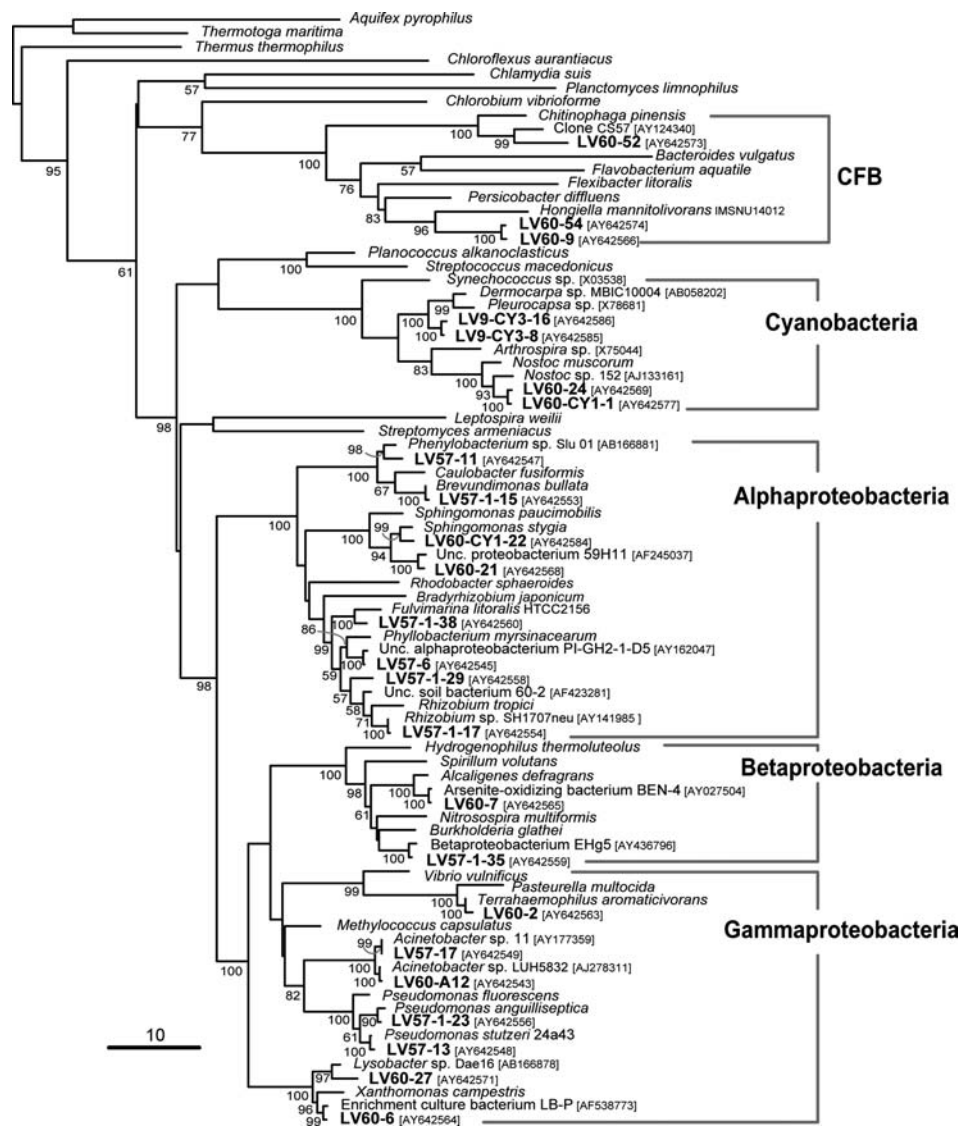 Aquifex pyrophilus
Thermotoga maritima
Thermus thermophilus
Chloroflexus aurantiacus
Chlamydia suis
57
Planctomyces limnophilus
Chlorobium vibrioforme
Chitinophaga pinensis
77
100
Clone CS57 [AY124340]
99
LV60-52 [AY642573]
100
Bacteroides vulgatus
95
57
Flavobacterium aquatile
CFB
76
Flexibacter litoralis
Persicobacter diffluens
83
Hongiella mannitolivorans IMSNU14012
96
LV60-54 [AY642574]
100
LV60-9 [AY642566]
61
Planococcus alkanoclasticus
100
Streptococcus macedonicus
Synechococcus sp. [X03538]
Dermocarpa sp. MBIC10004 [AB058202]
99
Pleurocapsa sp. [X78681]
100
LV9-CY3-16 [AY642586]
Cyanobacteria
100
100
LV9-CY3-8 [AY642585]
Arthrospira sp. [X75044]
83
Nostoc muscorum
100
Nostoc sp. 152 [AJ133161]
93
LV60-24 [AY642569]
100
LV60-CY1-1 [AY642577]
98
Leptospira weilii
Streptomyces armeniacus
Phenylobacterium sp. Slu 01 [AB166881]
98
LV57-11 [AY642547]
100
Caulobacter fusiformis
67
Brevundimonas bullata
100
LV57-1-15 [AY642553]
Alphaproteobacteria
Sphingomonas paucimobilis
100
99
Sphingomonas stygia
100
LV60-CY1-22 [AY642584]
94
Unc. proteobacterium 59H11 [AF245037]
100
LV60-21 [AY642568]
Rhodobacter sphaeroides
Bradyrhizobium japonicum
Fulvimarina litoralis HTCC2156
86
100
LV57-1-38 [AY642560]
99
Phyllobacterium myrsinacearum
Unc. alphaproteobacterium PI-GH2-1-D5 [AY162047]
59
100
LV57-6 [AY642545]
98
LV57-1-29 [AY642558]
57
Unc. soil bacterium 60-2 [AF423281]
58
Rhizobium tropici
71
Rhizobium sp. SH1707neu [AY141985 ]
100
LV57-1-17 [AY642554]
Hydrogenophilus thermoluteolus
100
Spirillum volutans
Betaproteobacteria
98
Alcaligenes defragrans
100
Arsenite-oxidizing bacterium BEN-4 [AY027504]
61
100
LV60-7 [AY642565]
Nitrosospira multiformis
Burkholderia glathei
Betaproteobacterium EHg5 [AY436796]
100
LV57-1-35 [AY642559]
Vibrio vulnificus
99
Pasteurella multocida
100
Terrahaemophilus aromaticivorans
100
LV60-2 [AY642563]
Methylococcus capsulatus
Gammaproteobacteria
99
Acinetobacter sp. 11 [AY177359]
100
LV57-17 [AY642549]
100
Acinetobacter sp. LUH5832 [AJ278311]
100
LV60-A12 [AY642543]
82
Pseudomonas fluorescens
100
Pseudomonas anguilliseptica
90
LV57-1-23 [AY642556]
61
Pseudomonas stutzeri 24a43
10
100
LV57-13 [AY642548]
Lysobacter sp. Dae16 [AB166878]
97
LV60-27 [AY642571]
100
Xanthomonas campestris
96
Enrichment culture bacterium LB-P [AF538773]
99
LV60-6 [AY642564]